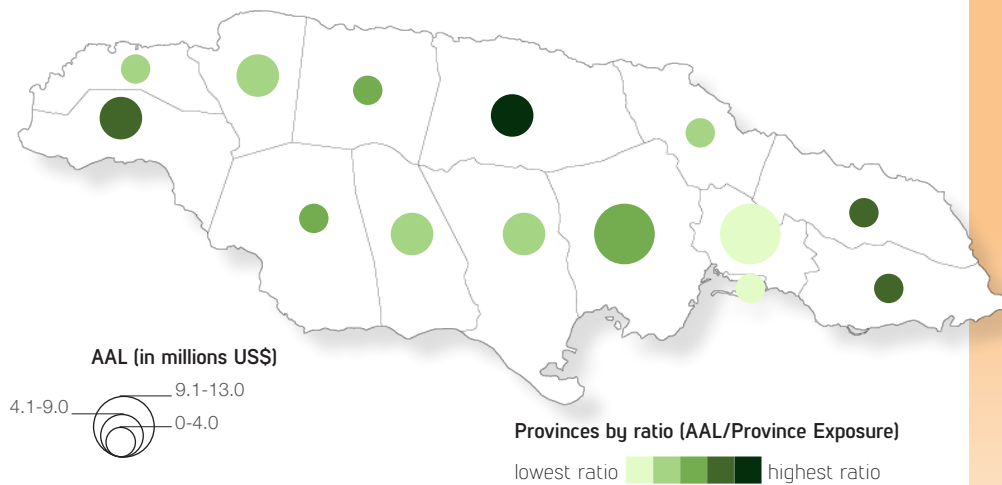 AAL (in millions US$)
9.1-13.0
4.1-9.0
0-4.0
Provinces by ratio (AAL/Province Exposure)
lowest ratio highest ratio